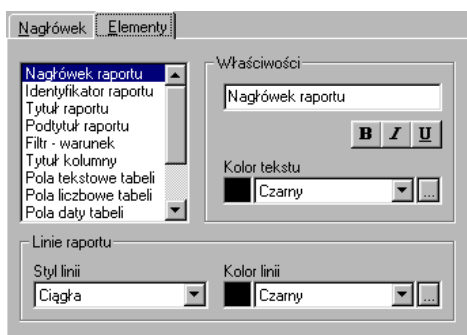 Nagłówek Elementy
Nagłówek raportu
Identyfikator raportu
Tytuł raportu
Podtytuł raportu
Filtr - warunek
Tytuł kolumny
Pola tekstowe tabeli
Pola liczbowe tabeli
Pola daty tabeli
Właściwości
Nagłówek raportu
B I U
Kolor tekstu
Czarny ...
Linie raportu
Styl linii
Ciągła
Kolor linii
Czarny ...